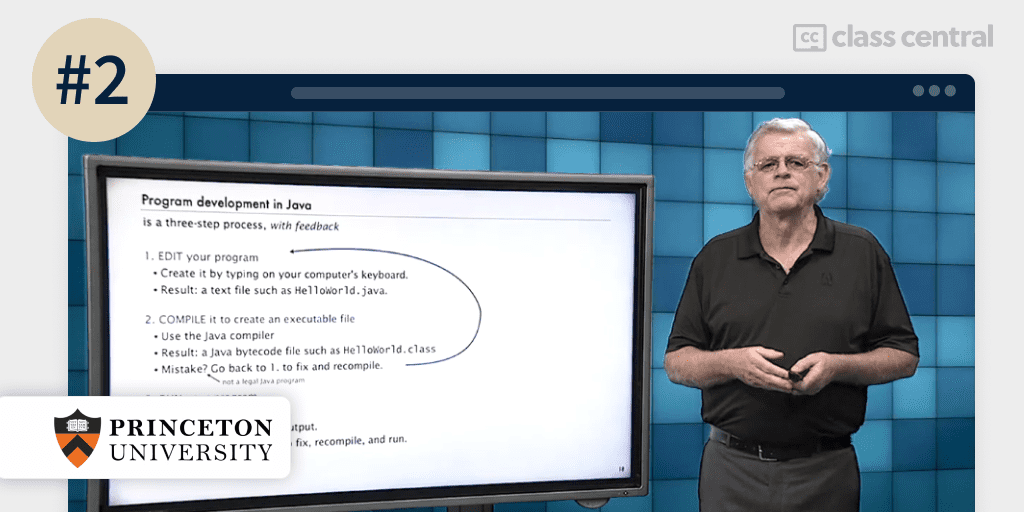 #2
cc class central
Program development in Java
is a three-step process, with feedback
1. EDIT your program
• Create it by typing on your computer's keyboard.
• Result: a text file such as HelloWorld.java.
2. COMPILE it to create an executable file
• Use the Java compiler
• Result: a Java bytecode file such as HelloWorld.class
• Mistake? Go back to 1. to fix and recompile.
not a legal Java program
fix, recompile, and run.
18
PRINCETON
UNIVERSITY